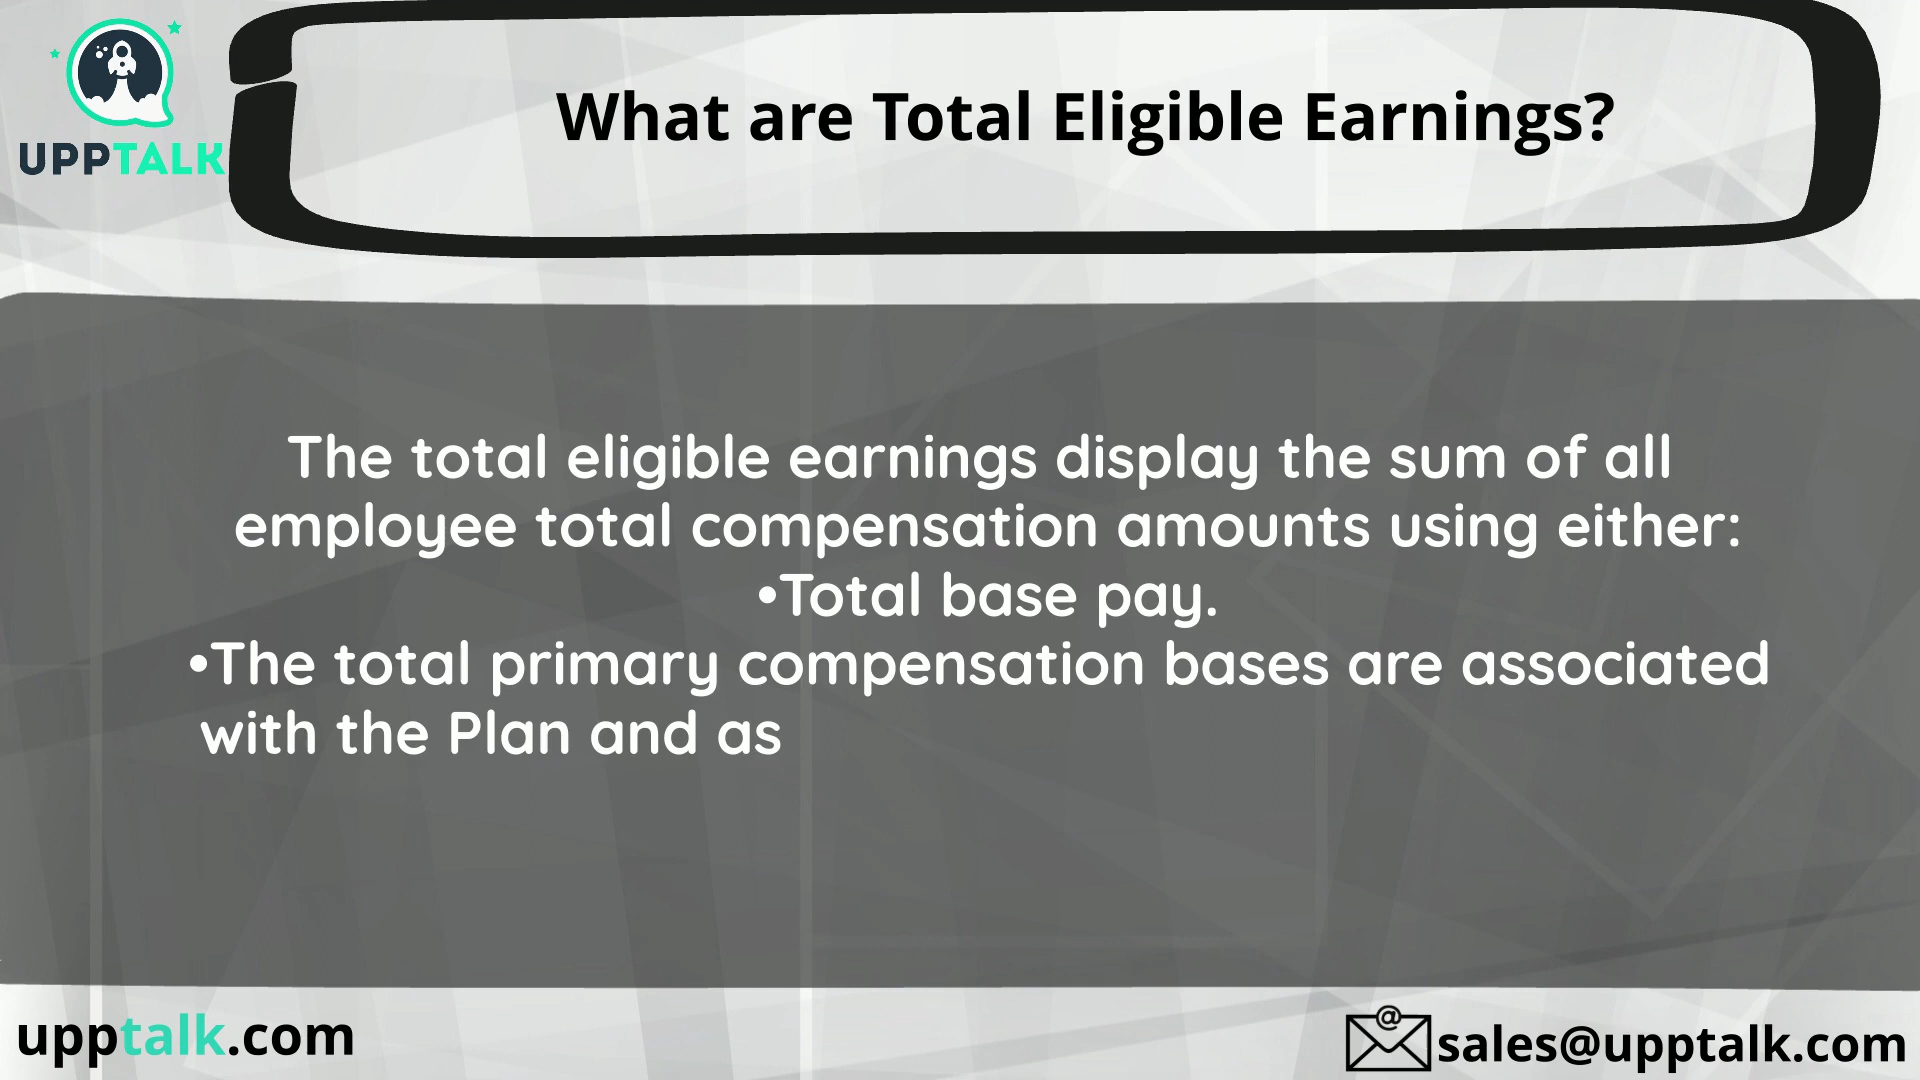 UPPTALK
What are Total Eligible Earnings?
The total eligible earnings display the sum of all
employee total compensation amounts using either:
•Total base pay.
•The total primary compensation bases are associated
with the Plan and as
upptalk.com
@
sales@upptalk.com